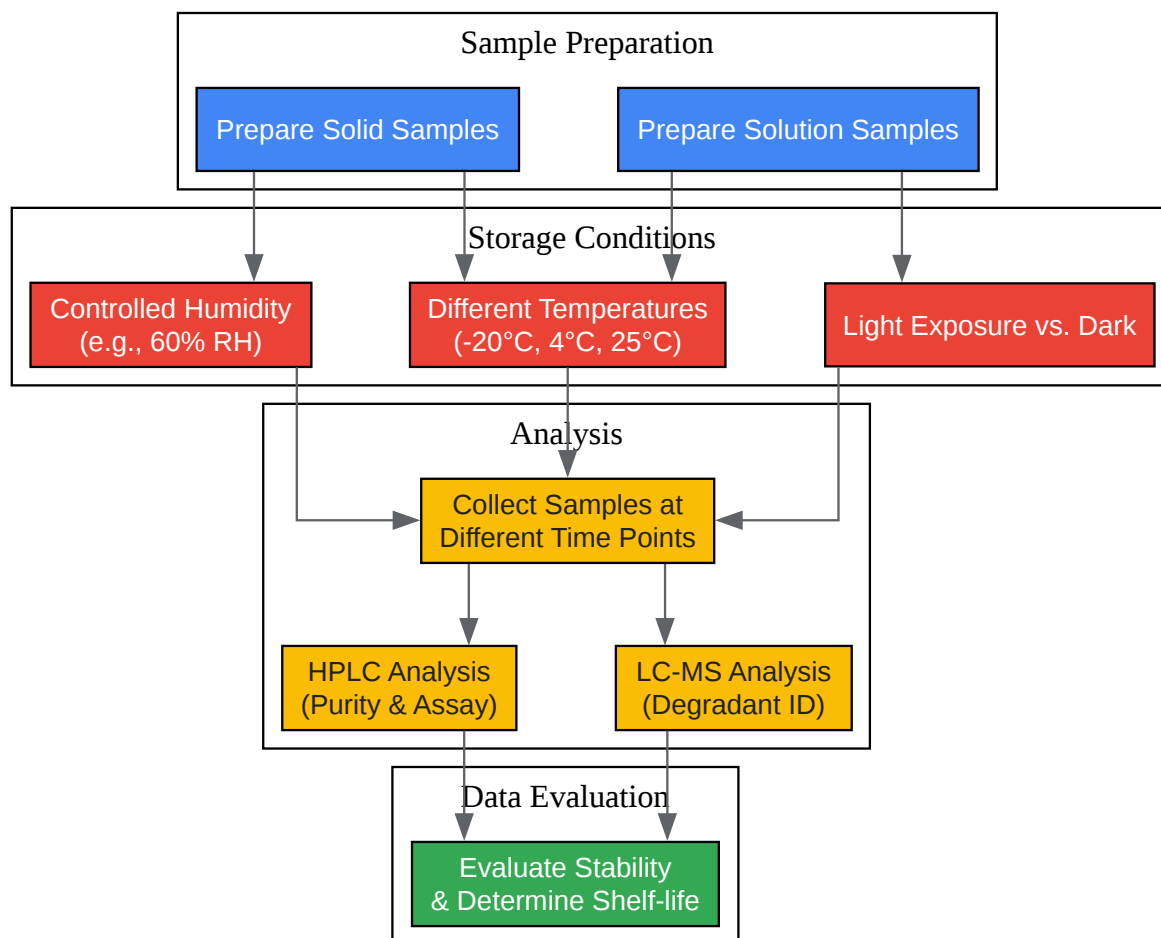 Sample Preparation
Prepare Solid Samples
Prepare Solution Samples
Storage Conditions
Controlled Humidity
(e.g., 60% RH)
Different Temperatures
(-20°C, 4°C, 25°C)
Light Exposure vs. Dark
Analysis
Collect Samples at
Different Time Points
HPLC Analysis
(Purity & Assay)
LC-MS Analysis
(Degradant ID)
Data Evaluation
Evaluate Stability
& Determine Shelf-life